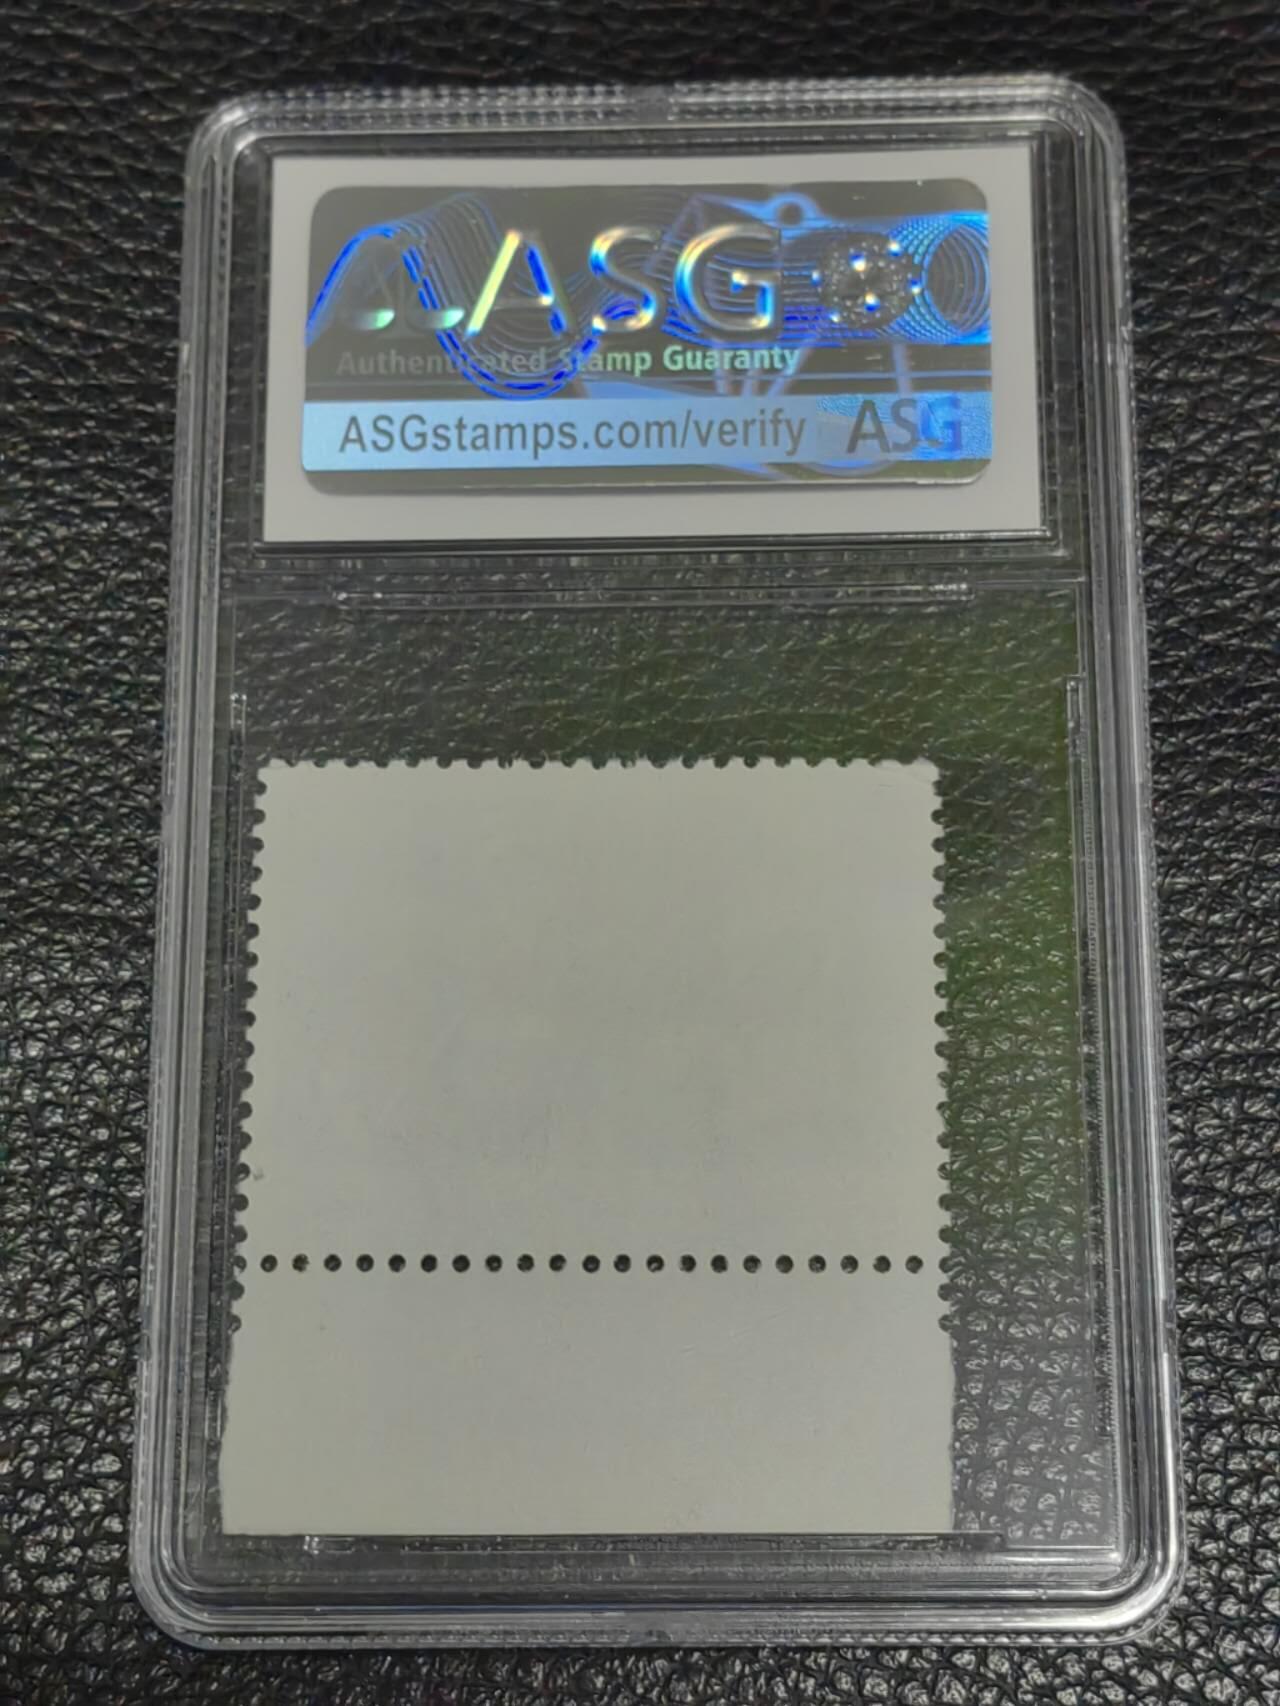 ASG
Authenticated Stamp Guaranty
ASGstamps.com/verify ASG